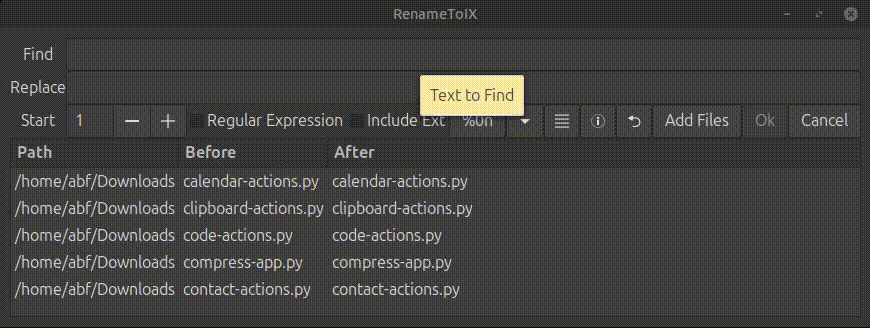 RenameToIX
Find
Replace
Text to Find
Start 1 Regular Expression Include Ext %0n Add Files Ok Cancel
Path Before After
/home/abf/Downloads calendar-actions.py calendar-actions.py
/home/abf/Downloads clipboard-actions.py clipboard-actions.py
/home/abf/Downloads code-actions.py code-actions.py
/home/abf/Downloads compress-app.py compress-app.py
/home/abf/Downloads contact-actions.py contact-actions.py